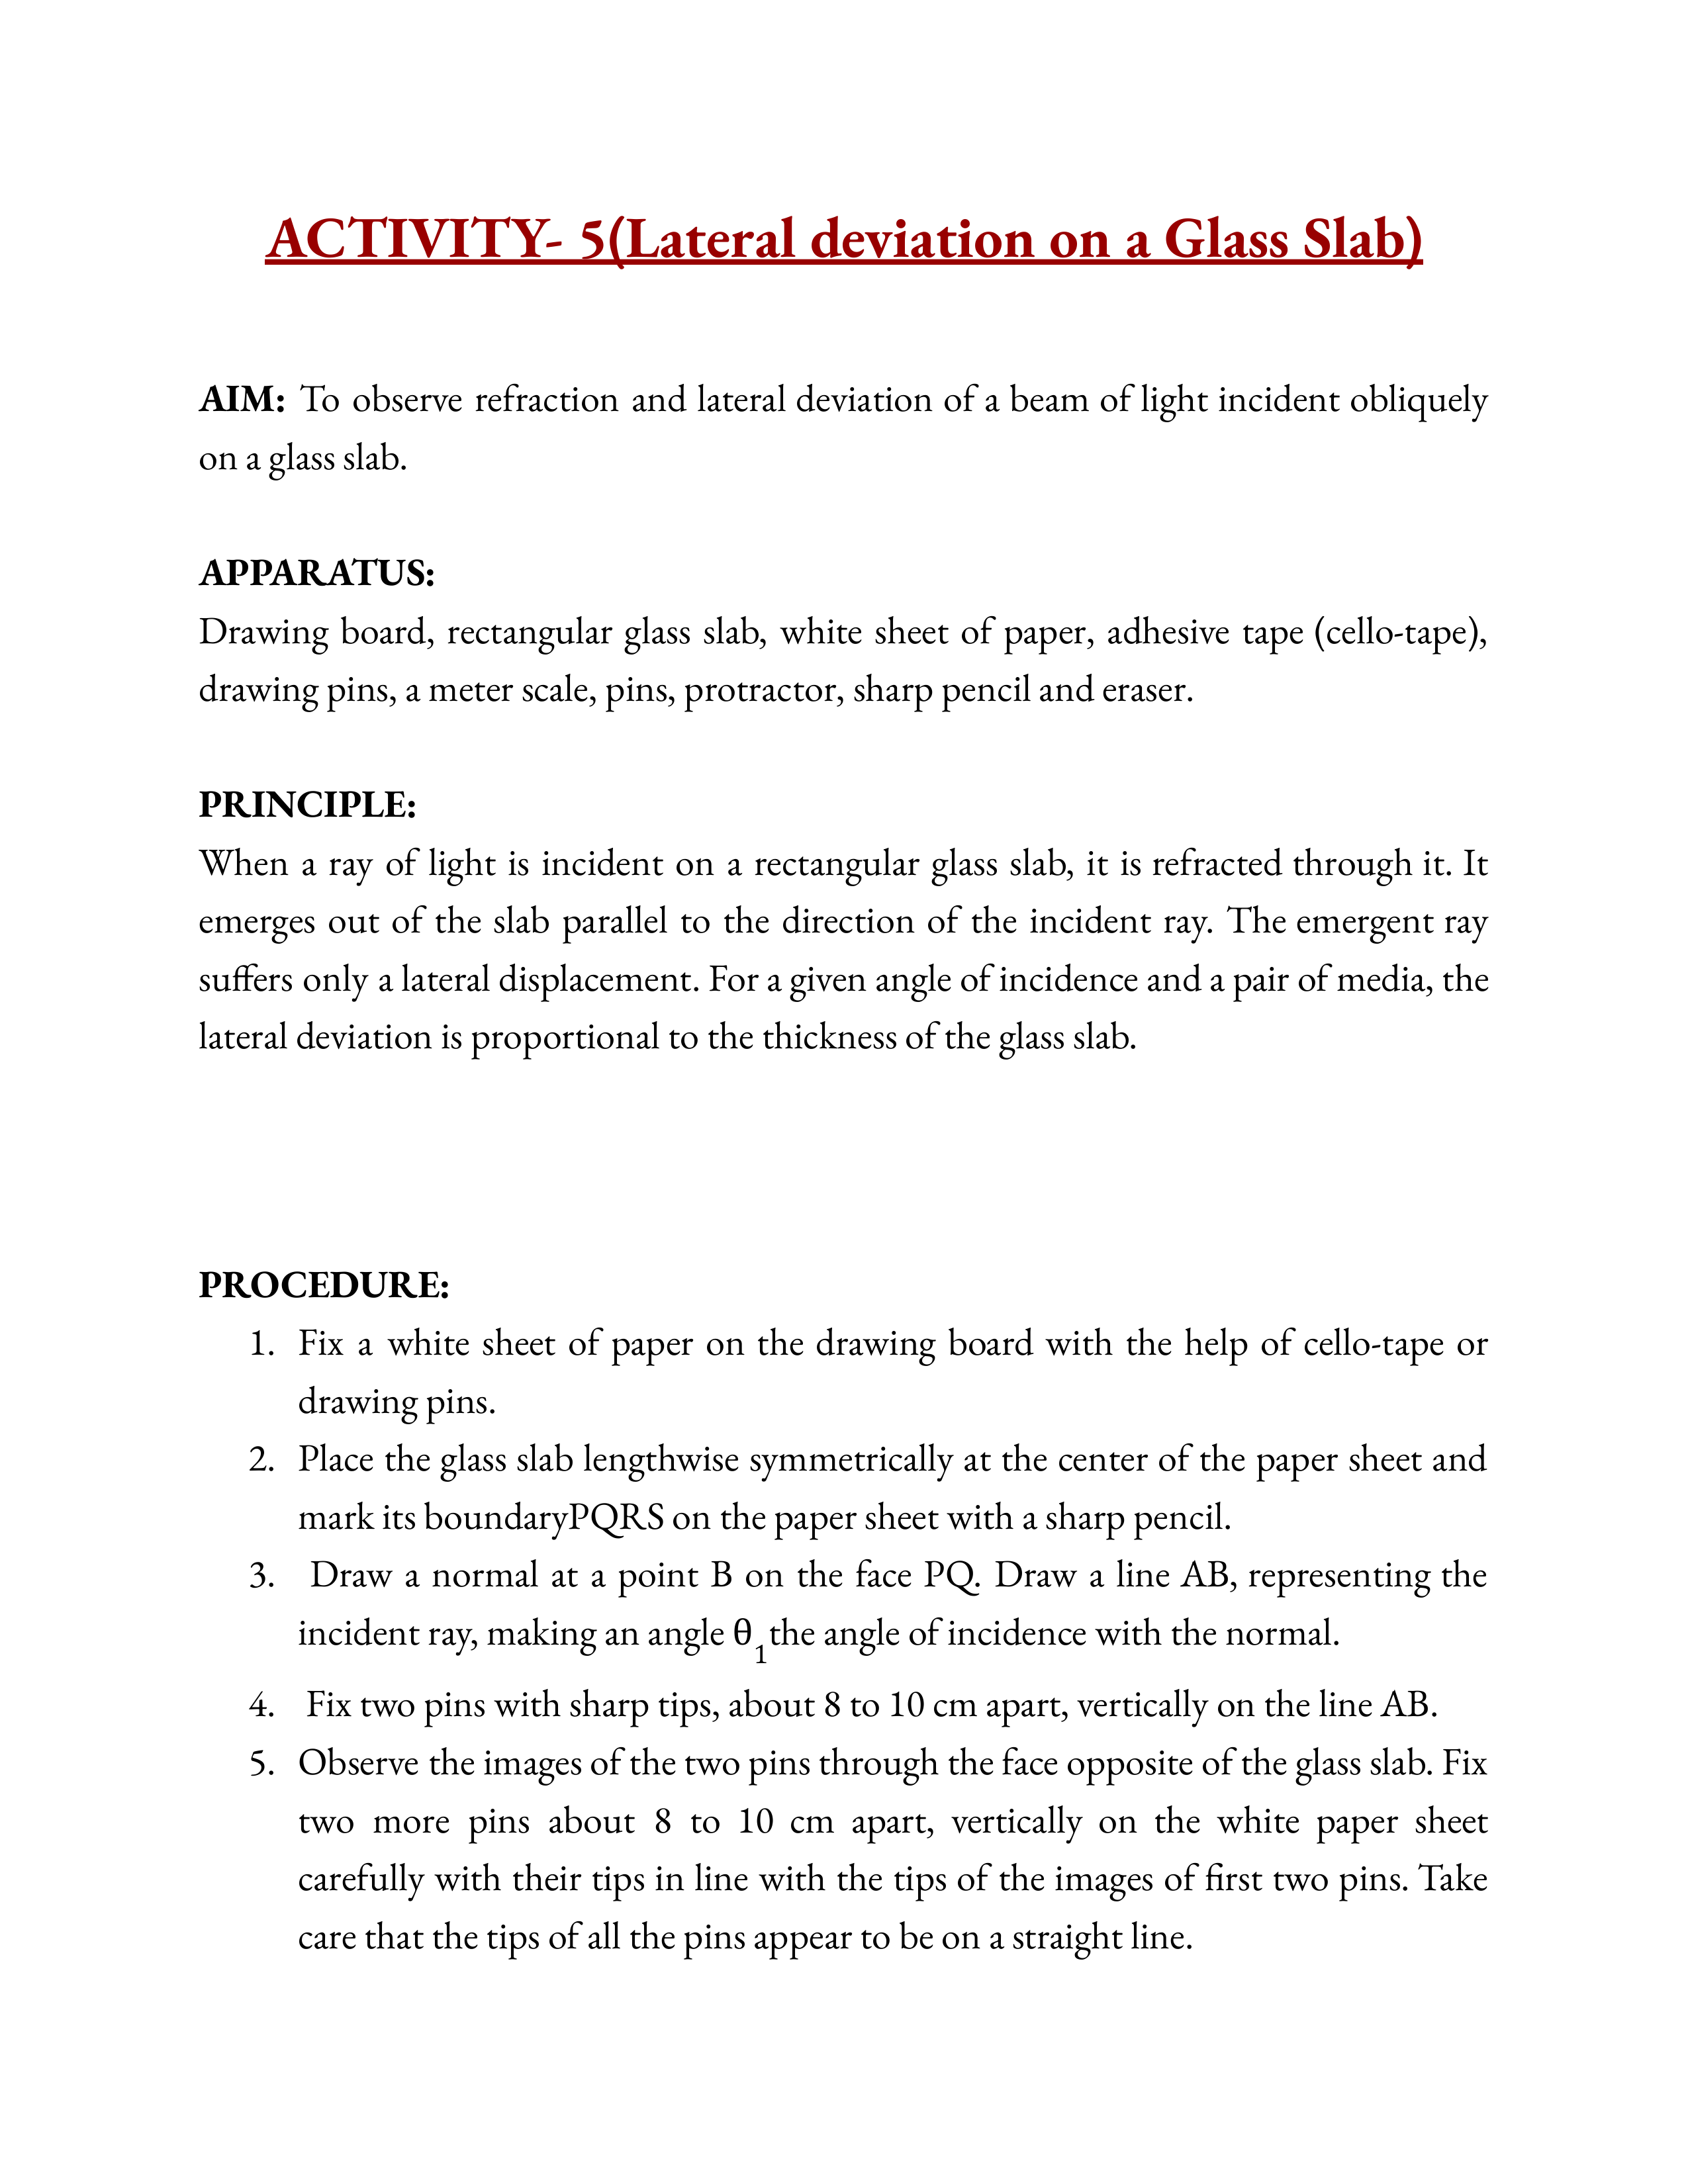 ACTIVITY- 5(Lateral deviation on a Glass Slab)
AIM: To observe refraction and lateral deviation of a beam of light incident obliquely
on a glass slab.
APPARATUS:
Drawing board, rectangular glass slab, white sheet of paper, adhesive tape (cello-tape),
drawing pins, a meter scale, pins, protractor, sharp pencil and eraser.
PRINCIPLE:
When a ray of light is incident on a rectangular glass slab, it is refracted through it. It
emerges out of the slab parallel to the direction of the incident ray. The emergent ray
suffers only a lateral displacement. For a given angle of incidence and a pair of media, the
lateral deviation is proportional to the thickness of the glass slab.
PROCEDURE:
1. Fix a white sheet of paper on the drawing board with the help of cello-tape or
drawing pins.
2. Place the glass slab lengthwise symmetrically at the center of the paper sheet and
mark its boundaryPQRS on the paper sheet with a sharp pencil.
3. Draw a normal at a point B on the face PQ. Draw a line AB, representing the
incident ray, making an angle θ₁the angle of incidence with the normal.
4. Fix two pins with sharp tips, about 8 to 10 cm apart, vertically on the line AB.
5. Observe the images of the two pins through the face opposite of the glass slab. Fix
two more pins about 8 to 10 cm apart, vertically on the white paper sheet
carefully with their tips in line with the tips of the images of first two pins. Take
care that the tips of all the pins appear to be on a straight line.